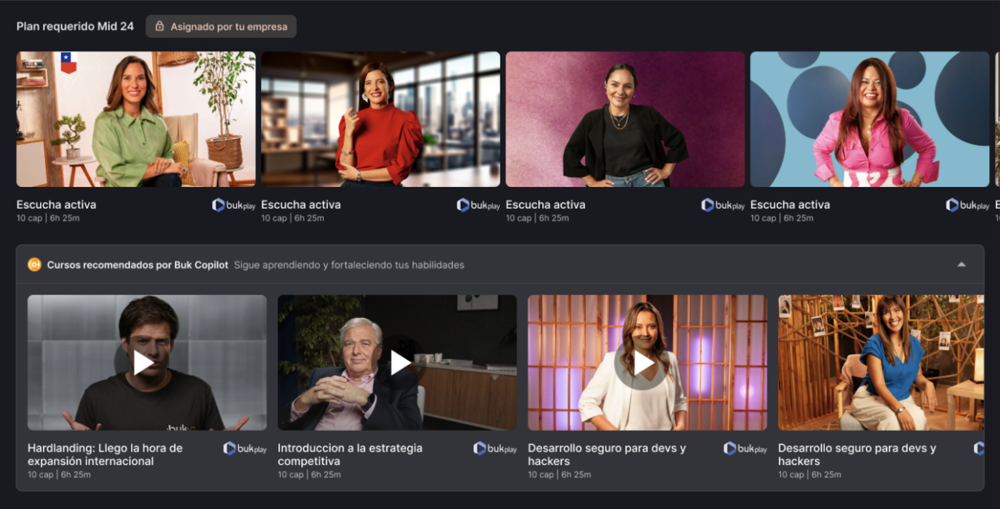 Plan requerido Mid 24
Asignado por tu empresa
Escucha activa
bukplay
10 cap | 6h 25m
Escucha activa
bukplay
10 cap | 6h 25m
Escucha activa
bukplay
10 cap | 6h 25m
Escucha activa
bukplay
10 cap | 6h 25m
Cursos recomendados por Buk Copilot
Sigue aprendiendo y fortaleciendo tus habilidades
buk
Hardlanding: Llego la hora de
expansión internacional
bukplay
10 cap | 6h 25m
Introduccion a la estrategia
competitiva
bukplay
10 cap | 6h 25m
Desarrollo seguro para devs y
hackers
bukplay
10 cap | 6h 25m
Desarrollo seguro para devs y
hackers
10 cap | 6h 25m